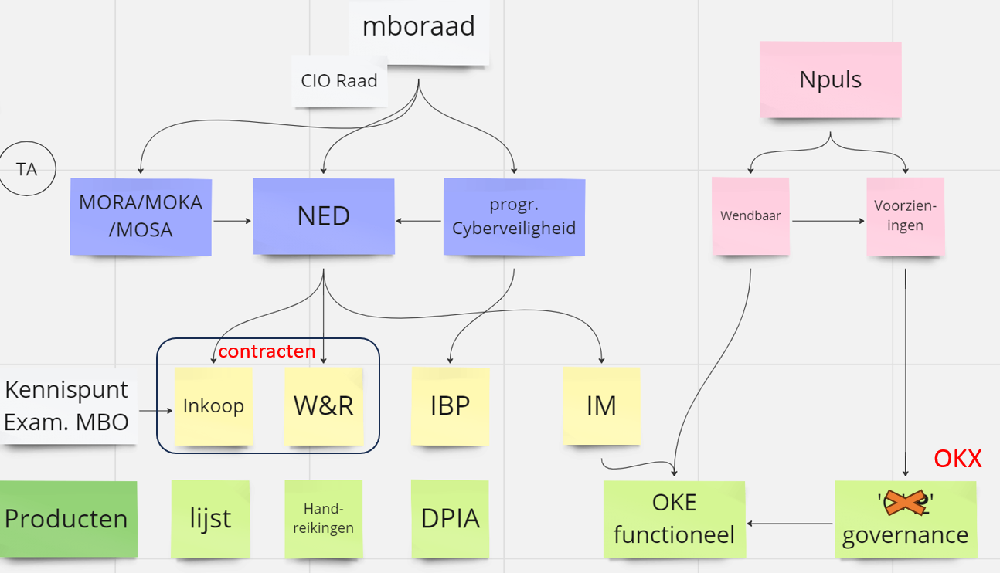 mboraad
CIO Raad
Npuls
TA
MORA/MOKA
/MOSA
NED
progr.
Cyberveiligheid
Wendbaar
Voorzien-
ingen
contracten
Kennispunt
Exam. MBO
Inkoop
W&R
IBP
IM
OKX
Producten
lijst
Hand-
reikingen
DPIA
OKE
functioneel
governance